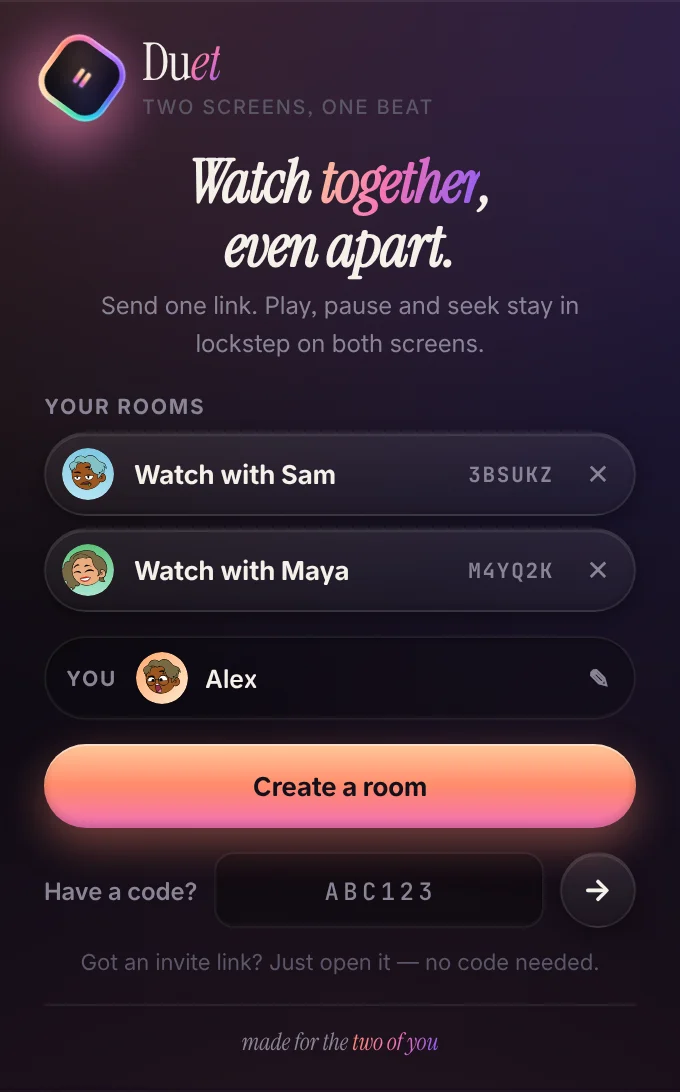 Duet
TWO SCREENS, ONE BEAT
Watch together,
even apart.
Send one link. Play, pause and seek stay in
lockstep on both screens.
YOUR ROOMS
Watch with Sam 3BSUKZ ✕
Watch with Maya M4YQ2K ✕
YOU Alex ✎
Create a room
Have a code? ABC123 →
Got an invite link? Just open it — no code needed.
made for the two of you